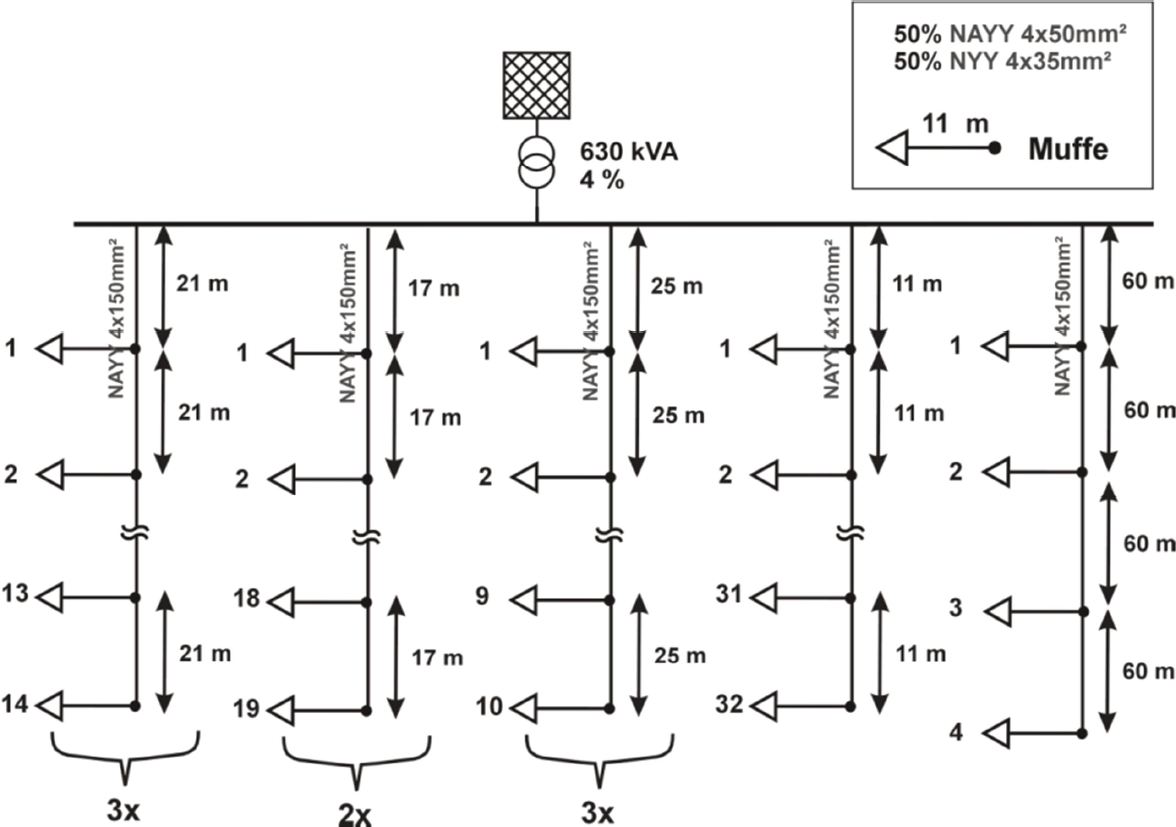 50% NAYY 4x50mm²
50% NYY 4x35mm²
11 m
Muffe
630 kVA
4 %
NAYY 4x150mm²
21 m
1
21 m
2
13
21 m
14
3x
NAYY 4x150mm²
17 m
1
17 m
2
18
17 m
19
2x
NAYY 4x150mm²
25 m
1
25 m
2
9
25 m
10
3x
NAYY 4x150mm²
11 m
1
11 m
2
31
11 m
32
NAYY 4x150mm²
60 m
1
60 m
2
60 m
3
60 m
4